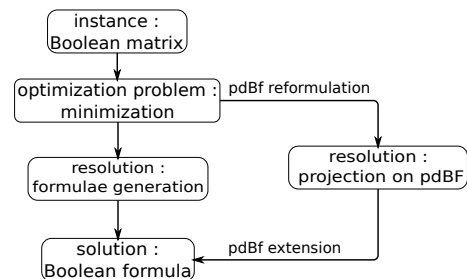 instance :
Boolean matrix
optimization problem :
minimization
pdBf reformulation
resolution :
formulae generation
resolution :
projection on pdBF
solution :
Boolean formula
pdBf extension